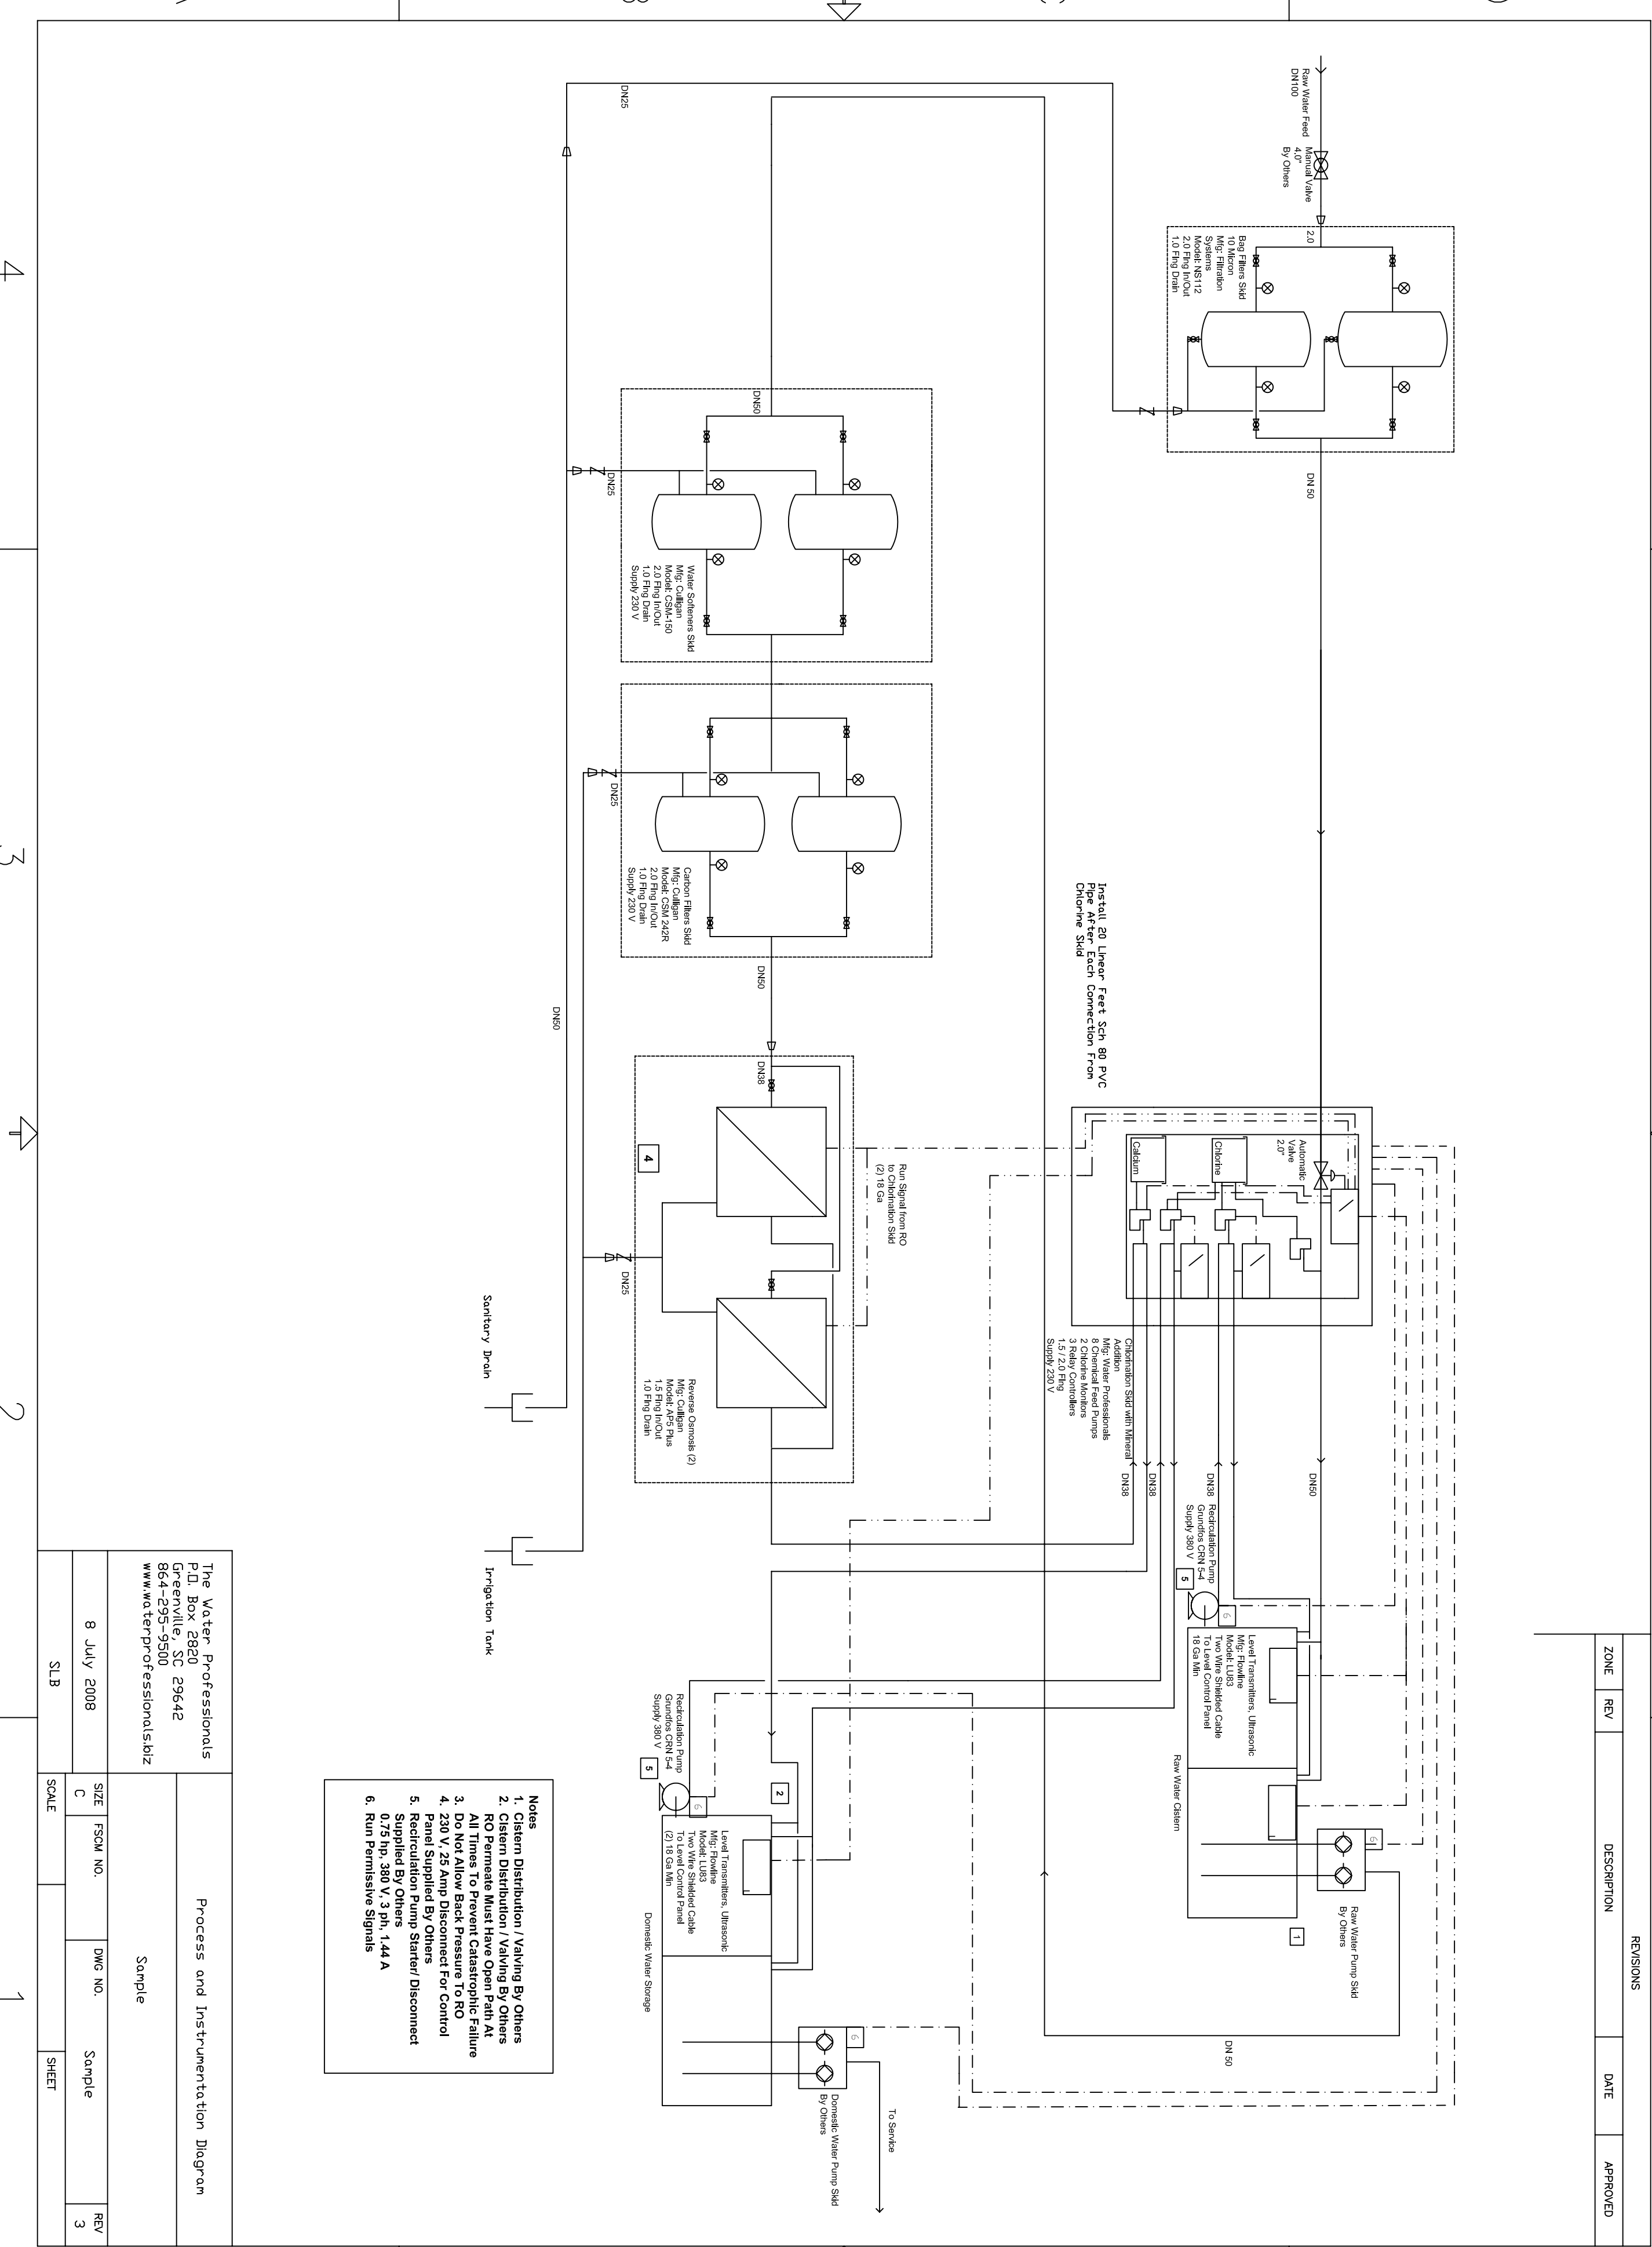 D
C
B
A
4
3
2
1
REVISIONS
ZONE
REV
DESCRIPTION
DATE
APPROVED
Raw Water Feed
DN100
Manual Valve
4.0"
By Others
2.0
Bag Filters Skid
10 Micron
Mfg: Filtration
Systems
Model: NS112
2.0 Flng In/Out
1.0 Flng Drain
DN 50
Install 20 Linear Feet Sch 80 PVC
Pipe After Each Connection From
Chlorine Skid
Automatic
Valve
2.0"
Chlorine
Calcium
Chlorination Skid with Mineral
Addition
Mfg: Water Professionals
8 Chemical Feed Pumps
2 Chlorine Monitors
3 Relay Controllers
1.5 / 2.0 Flng
Supply 230 V
DN50
DN38
DN38
DN38
Recirculation Pump
Grundfos CRN 5-4
Supply 380 V
5
6
Level Transmitters, Ultrasonic
Mfg: Flowline
Model: LU83
Two Wire Shielded Cable
To Level Control Panel
18 Ga Min
Raw Water Cistern
6
Raw Water Pump Skid
By Others
1
DN 50
DN25
DN50
DN25
Water Softeners Skid
Mfg: Culligan
Model: CSM-150
2.0 Flng In/Out
1.0 Flng Drain
Supply 230 V
DN25
Carbon Filters Skid
Mfg: Culligan
Model: CSM 242R
2.0 Flng In/Out
1.0 Flng Drain
Supply 230 V
DN50
DN50
DN38
4
Run Signal from RO
to Chlorination Skid
(2) 18 Ga
DN25
Reverse Osmosis (2)
Mfg: Culligan
Model: AP5 Plus
1.5 Flng In/Out
1.0 Flng Drain
Sanitary Drain
Irrigation Tank
Recirculation Pump
Grundfos CRN 5-4
Supply 380 V
5
6
2
Level Transmitters, Ultrasonic
Mfg: Flowline
Model: LU83
Two Wire Shielded Cable
To Level Control Panel
(2) 18 Ga Min
Domestic Water Storage
6
Domestic Water Pump Skid
By Others
To Service
Notes
1. Cistern Distribution / Valving By Others
2. Cistern Distribution / Valving By Others
RO Permeate Must Have Open Path At
All Times To Prevent Catastrophic Failure
3. Do Not Allow Back Pressure To RO
4. 230 V, 25 Amp Disconnect For Control
Panel Supplied By Others
5. Recirculation Pump Starter/ Disconnect
Supplied By Others
0.75 hp, 380 V, 3 ph, 1.44 A
6. Run Permissive Signals
The Water Professionals
P.O. Box 2820
Greenville, SC 29642
864-295-9500
www.waterprofessionals.biz
8 July 2008
SLB
Process and Instrumentation Diagram
Sample
SIZE
C
FSCM NO.
DWG NO.
Sample
REV
3
SCALE
SHEET